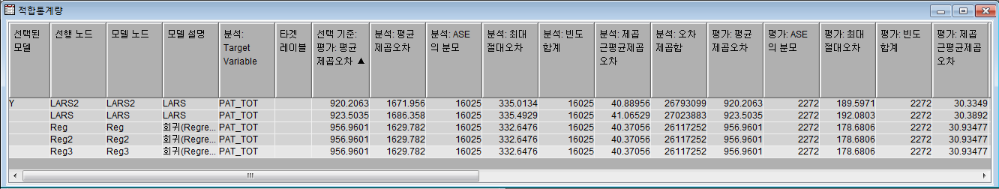 적합통계량
선택된 모델 선행 노드 모델 노드 모델 설명 분석: Target Variable 타겟 레이블 선택 기준: 평가: 평균 제곱오차 ▲ 분석: 평균 제곱오차 분석: ASE 의 분모 분석: 최대 절대오차 분석: 빈도 합계 분석: 제곱 근평균제곱 오차 분석: 오차 제곱합 평가: 평균 제곱오차 평가: ASE 의 분모 평가: 최대 절대오차 평가: 빈도 합계 평가: 제곱 근평균제곱 오차
Y LARS2 LARS2 LARS PAT_TOT 920.2063 1671.956 16025 335.0134 16025 40.88956 26793099 920.2063 2272 189.5971 2272 30.3349
LARS LARS LARS PAT_TOT 923.5035 1686.358 16025 335.4929 16025 41.06529 27023883 923.5035 2272 192.0803 2272 30.3892
Reg Reg 회귀(Regre... PAT_TOT 956.9601 1629.782 16025 332.6476 16025 40.37056 26117252 956.9601 2272 178.6806 2272 30.93477
Reg2 Reg2 회귀(Regre... PAT_TOT 956.9601 1629.782 16025 332.6476 16025 40.37056 26117252 956.9601 2272 178.6806 2272 30.93477
Reg3 Reg3 회귀(Regre... PAT_TOT 956.9601 1629.782 16025 332.6476 16025 40.37056 26117252 956.9601 2272 178.6806 2272 30.93477